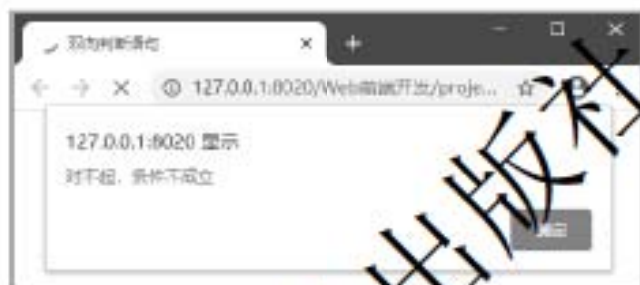 双向判断语句
127.0.0.1:8020/Web前端开发/proje...
127.0.0.1:8020 显示
对不起，条件不成立
确定
出版社